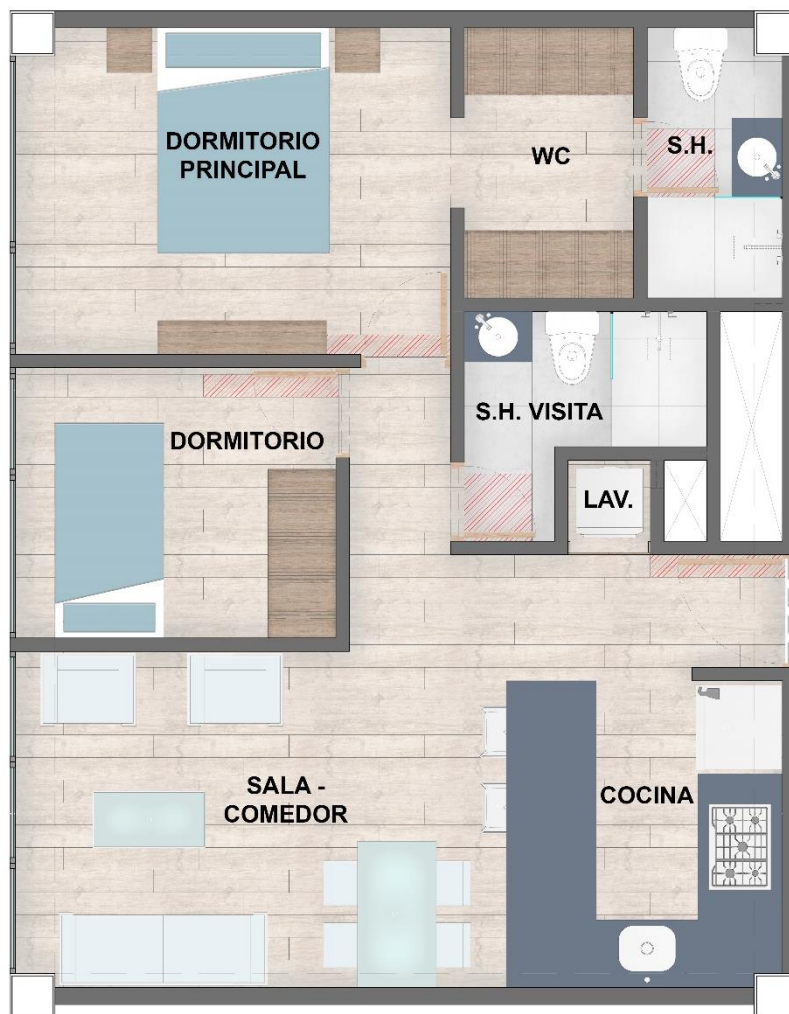 DORMITORIO
PRINCIPAL
WC
S.H.
S.H. VISITA
DORMITORIO
LAV.
SALA -
COMEDOR
COCINA